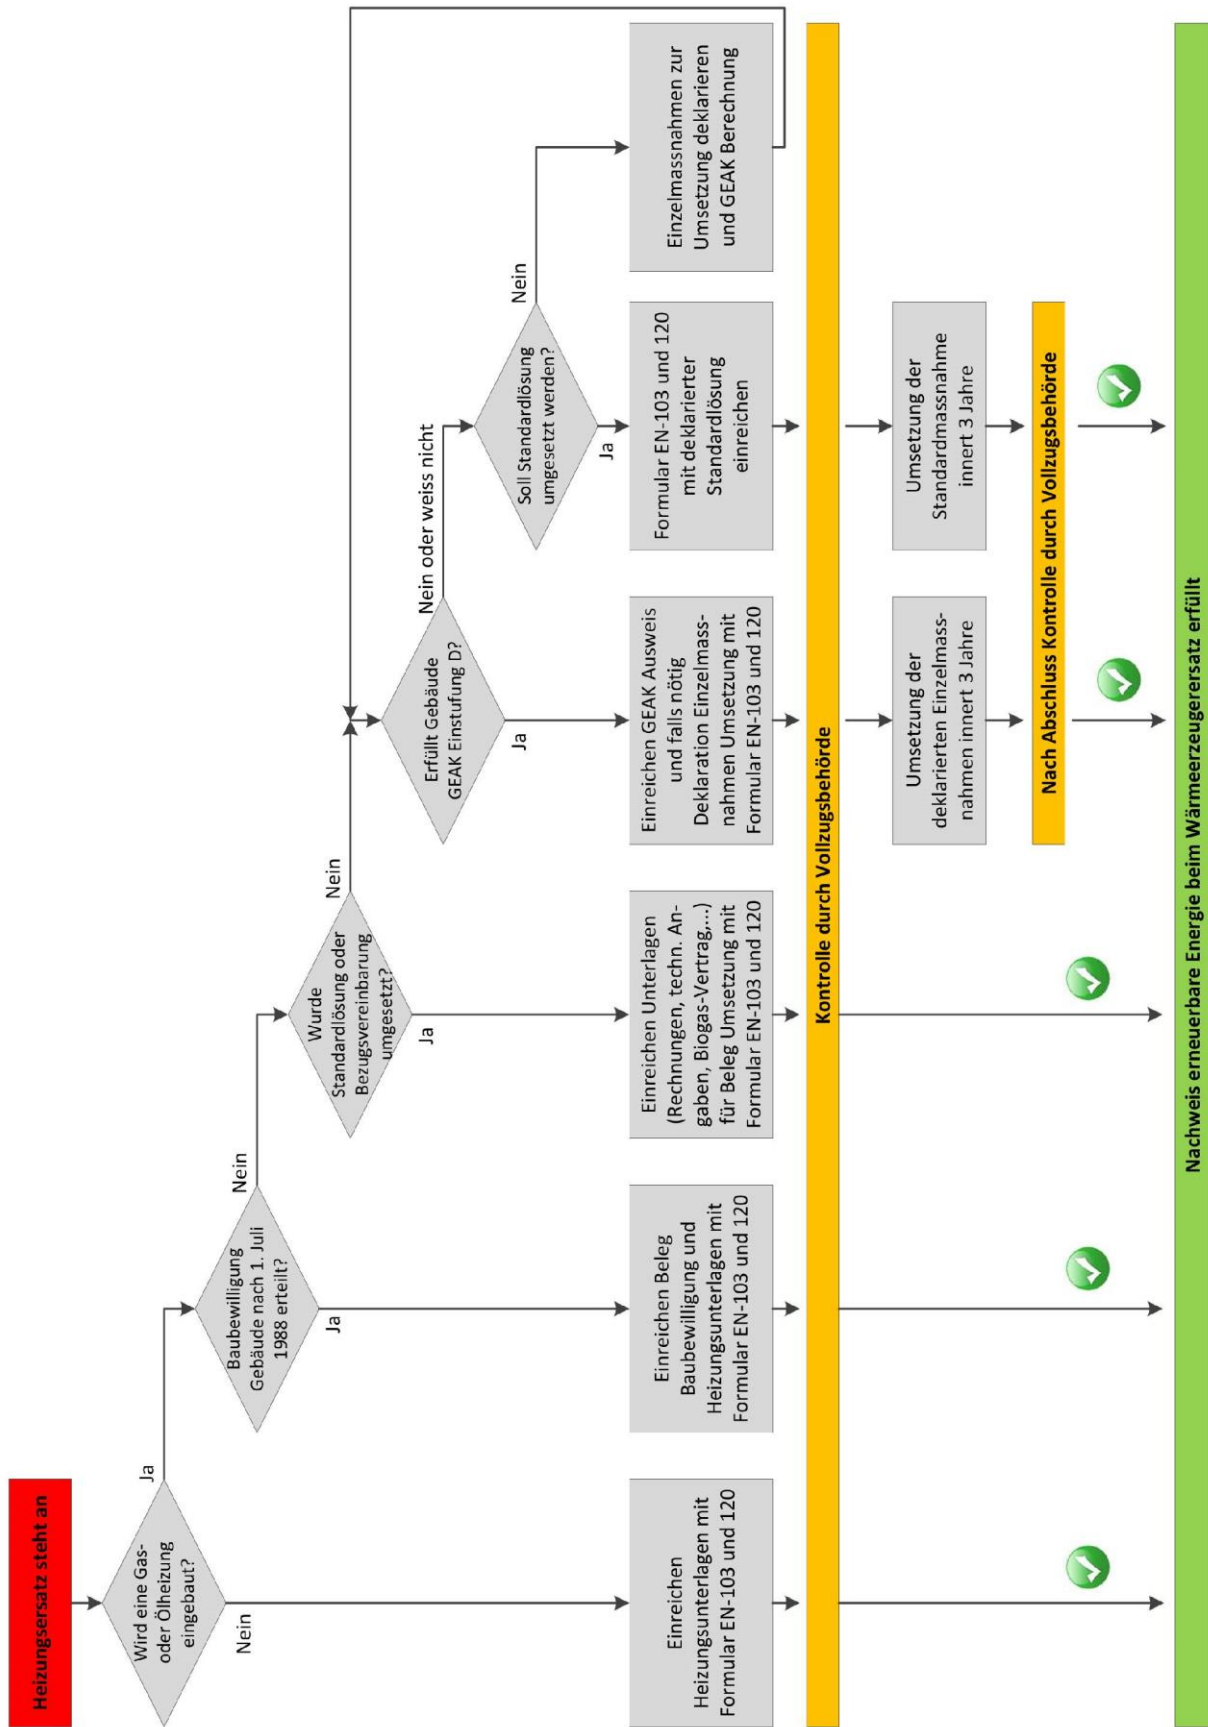 Heizungsersatz steht an
Wird eine Gas-
oder Ölheizung
eingebaut?
Ja
Nein
Baubewilligung
Gebäude nach 1. Juli
1988 erteilt?
Nein
Ja
Wurde
Standardlösung oder
Bezugsvereinbarung
umgesetzt?
Nein
Ja
Erfüllt Gebäude
GEAK Einstufung D?
Nein oder weiss nicht
Ja
Soll Standardlösung
umgesetzt werden?
Nein
Ja
Einreichen
Heizungsunterlagen mit
Formular EN-103 und 120
Einreichen Beleg
Baubewilligung und
Heizungsunterlagen mit
Formular EN-103 und 120
Einreichen Unterlagen
(Rechnungen, techn. An-
gaben, Biogas-Vertrag,...)
für Beleg Umsetzung mit
Formular EN-103 und 120
Einreichen GEAK Ausweis
und falls nötig
Deklaration Einzelmass-
nahmen Umsetzung mit
Formular EN-103 und 120
Formular EN-103 und 120
mit deklarierter
Standardlösung
einreichen
Einzelmassnahmen zur
Umsetzung deklarieren
und GEAK Berechnung
Kontrolle durch Vollzugsbehörde
Umsetzung der
deklarierten Einzelmass-
nahmen innert 3 Jahre
Umsetzung der
Standardmassnahme
innert 3 Jahre
Nach Abschluss Kontrolle durch Vollzugsbehörde
Nachweis erneuerbare Energie beim Wärmeerzeugerersatz erfüllt